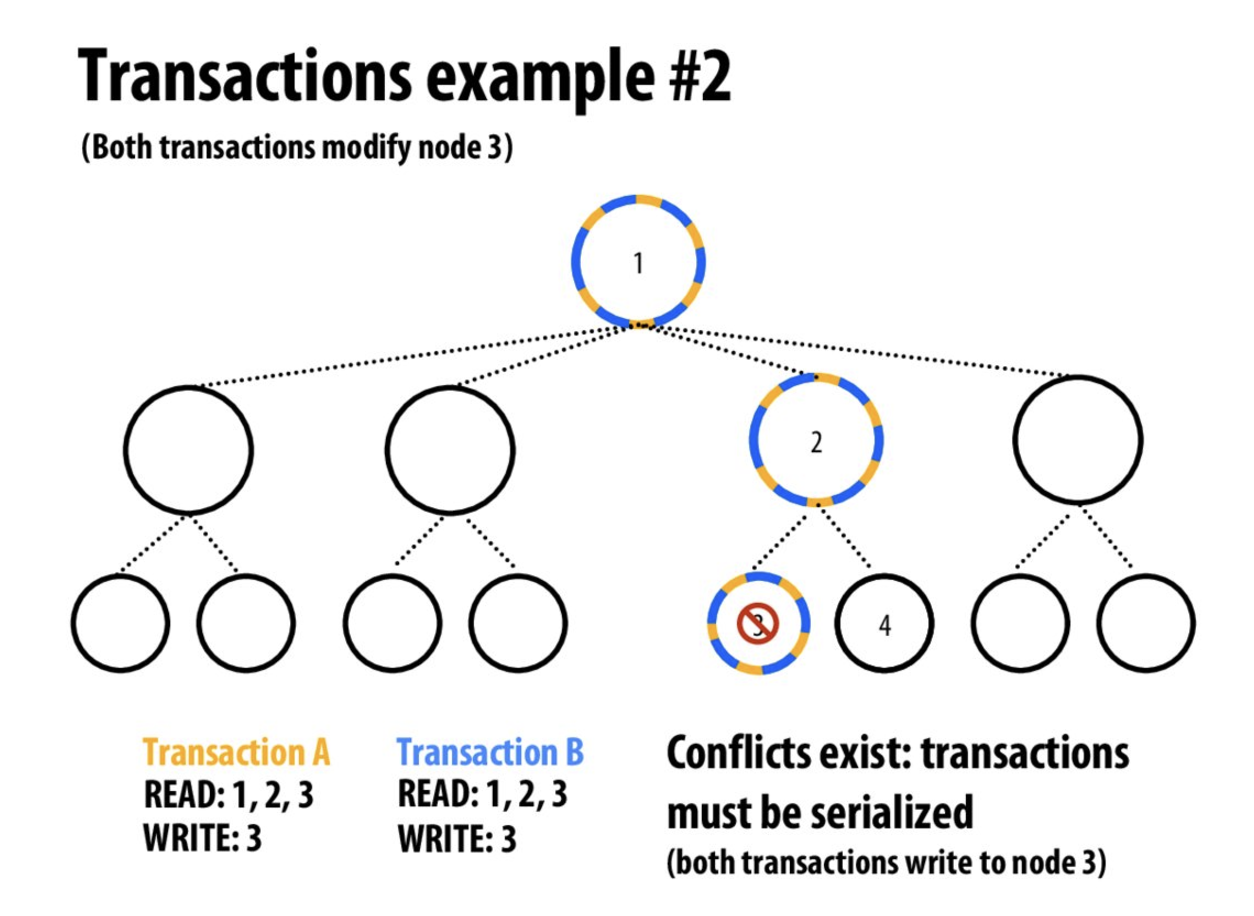 Transactions example #2
(Both transactions modify node 3)
1
2
3
4
Transaction A
READ: 1, 2, 3
WRITE: 3
Transaction B
READ: 1, 2, 3
WRITE: 3
Conflicts exist: transactions
must be serialized
(both transactions write to node 3)